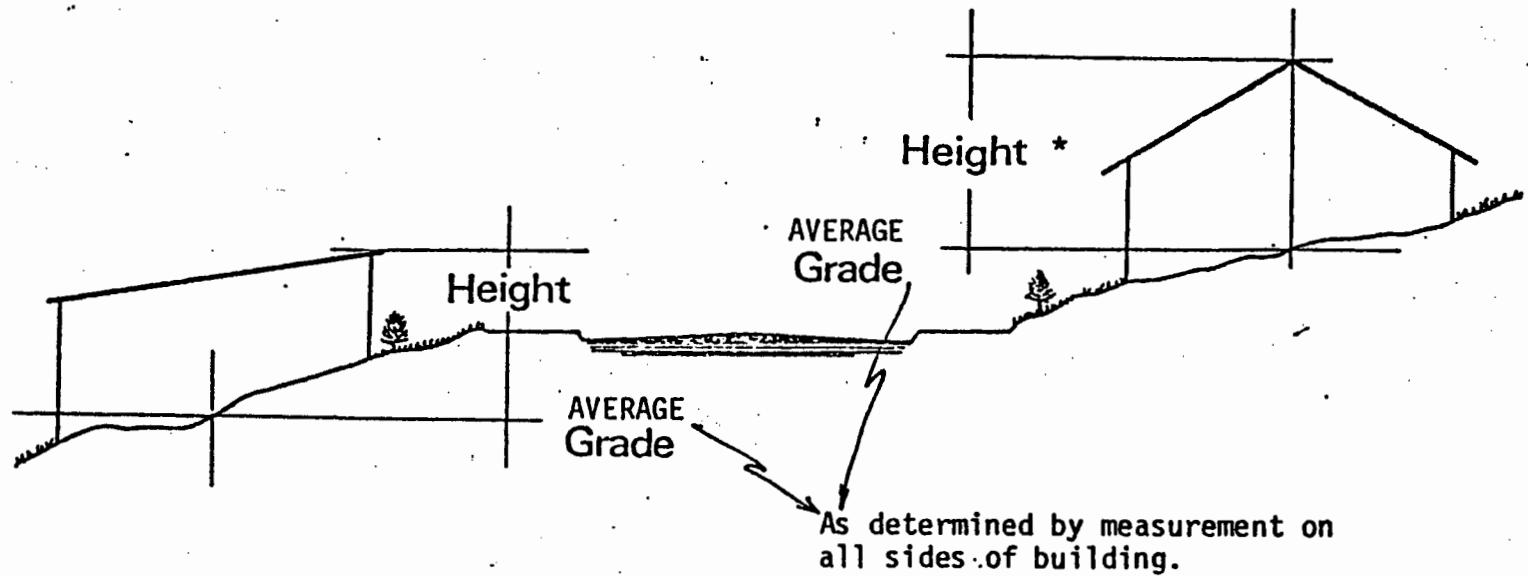 Height *
AVERAGE
Grade
Height
AVERAGE
Grade
As determined by measurement on
all sides of building.